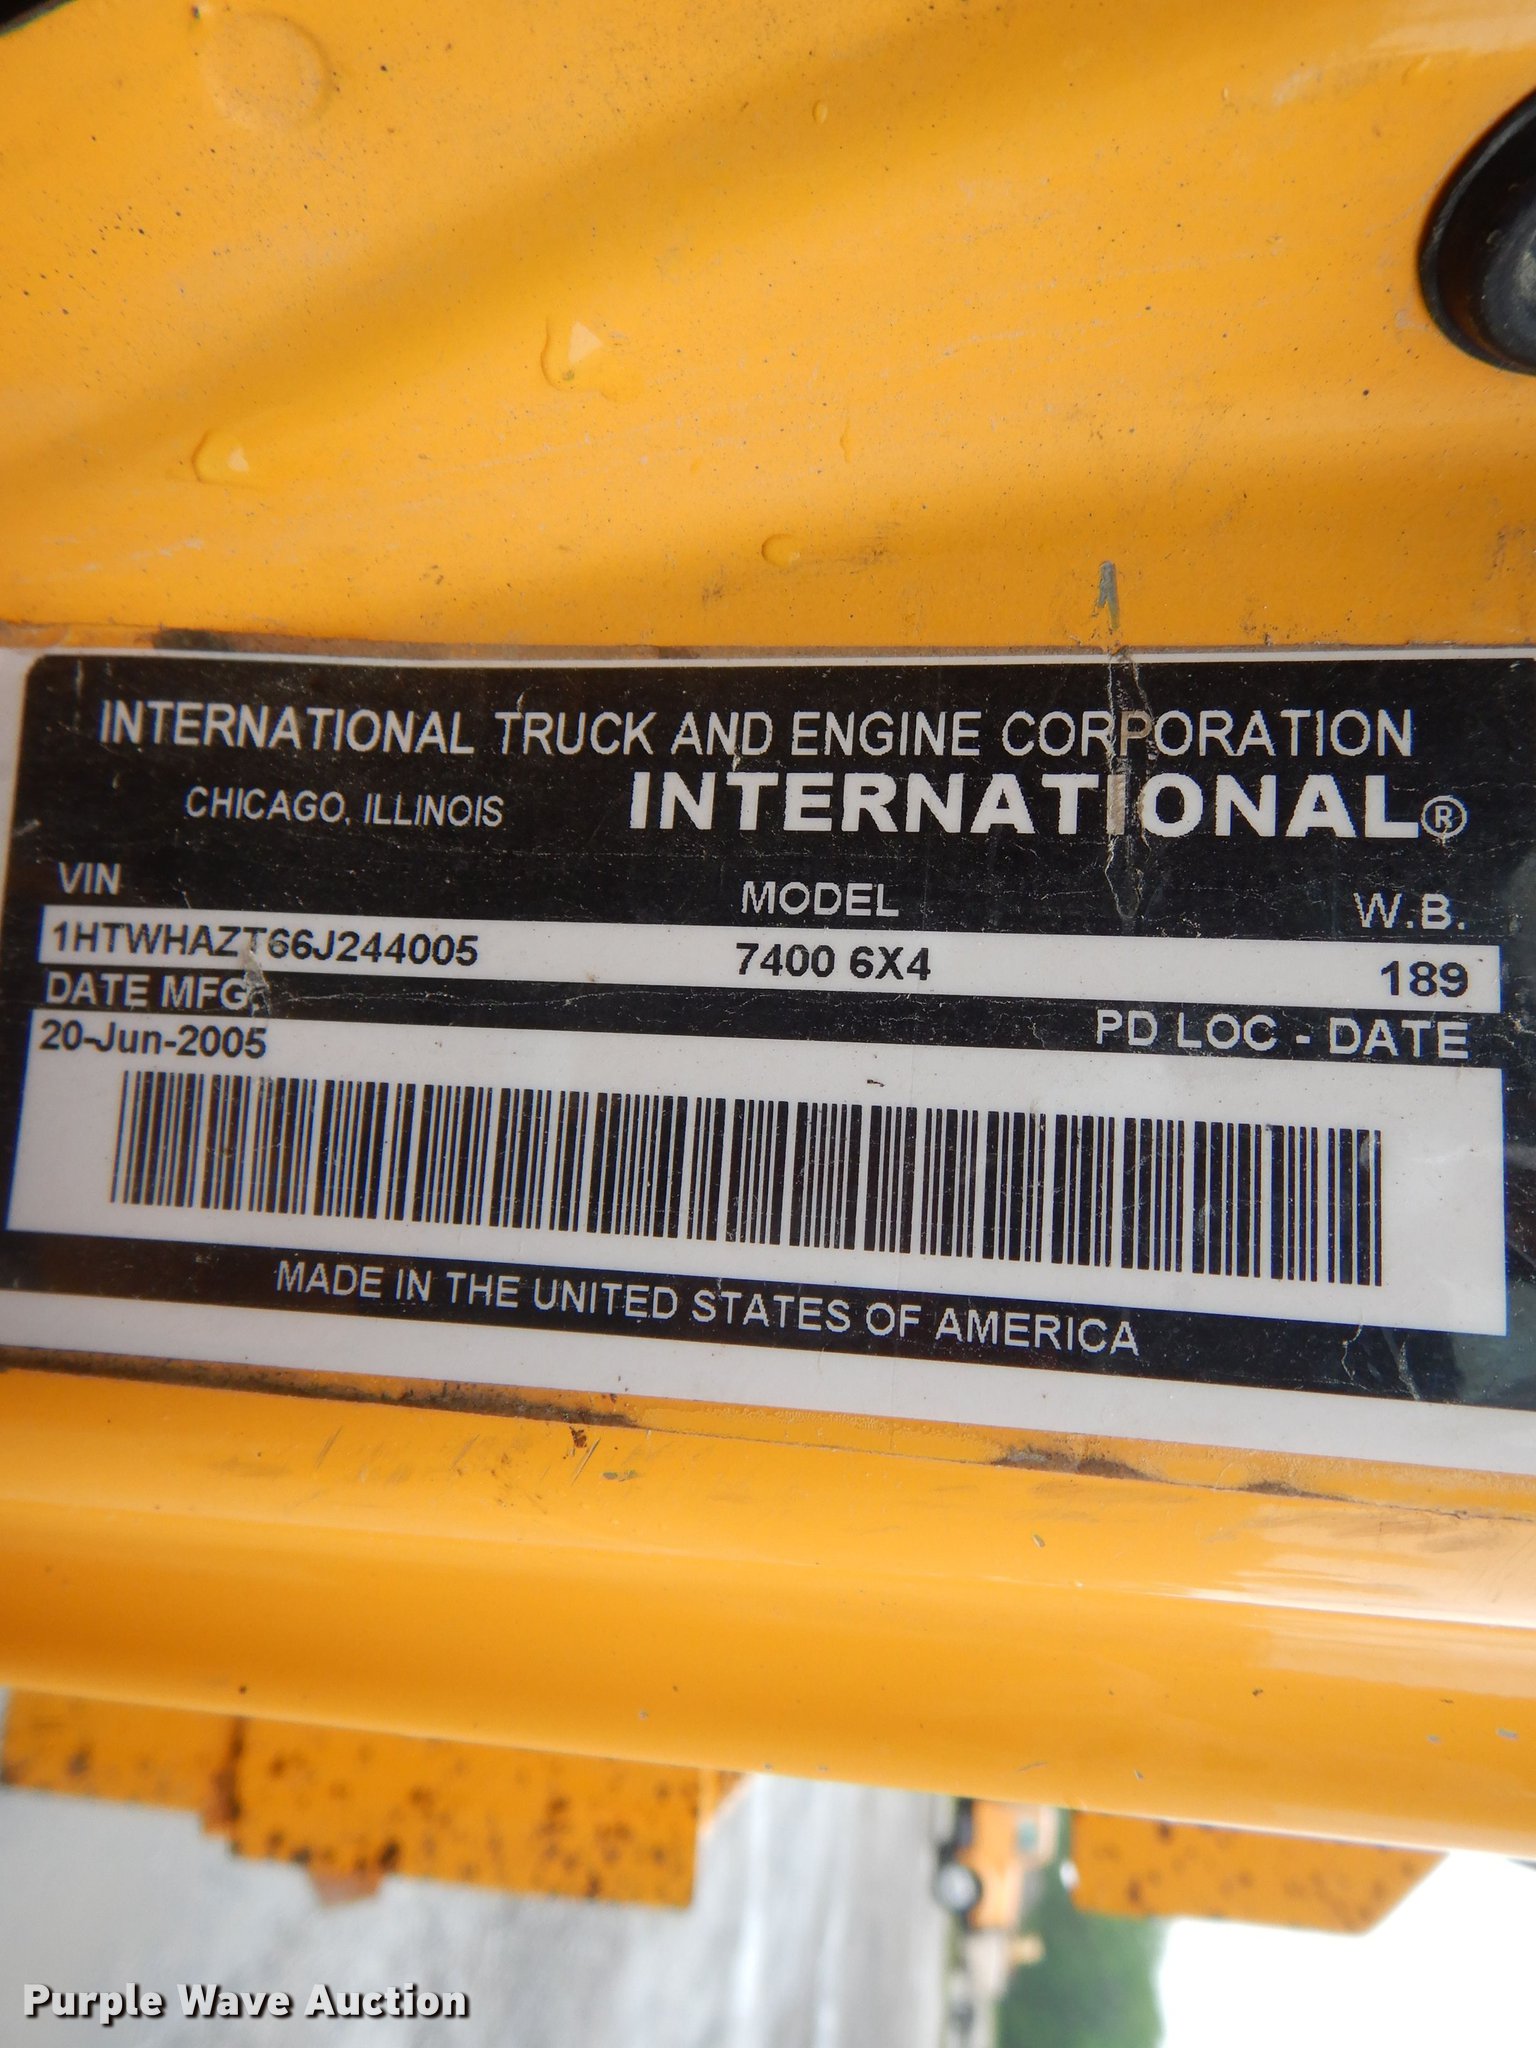 INTERNATIONAL TRUCK AND ENGINE CORPORATION
CHICAGO, ILLINOIS INTERNATIONAL®
VIN MODEL W.B.
1HTWHAZT66J244005 7400 6X4 189
DATE MFG. PD LOC - DATE
20-Jun-2005
MADE IN THE UNITED STATES OF AMERICA
Purple Wave Auction